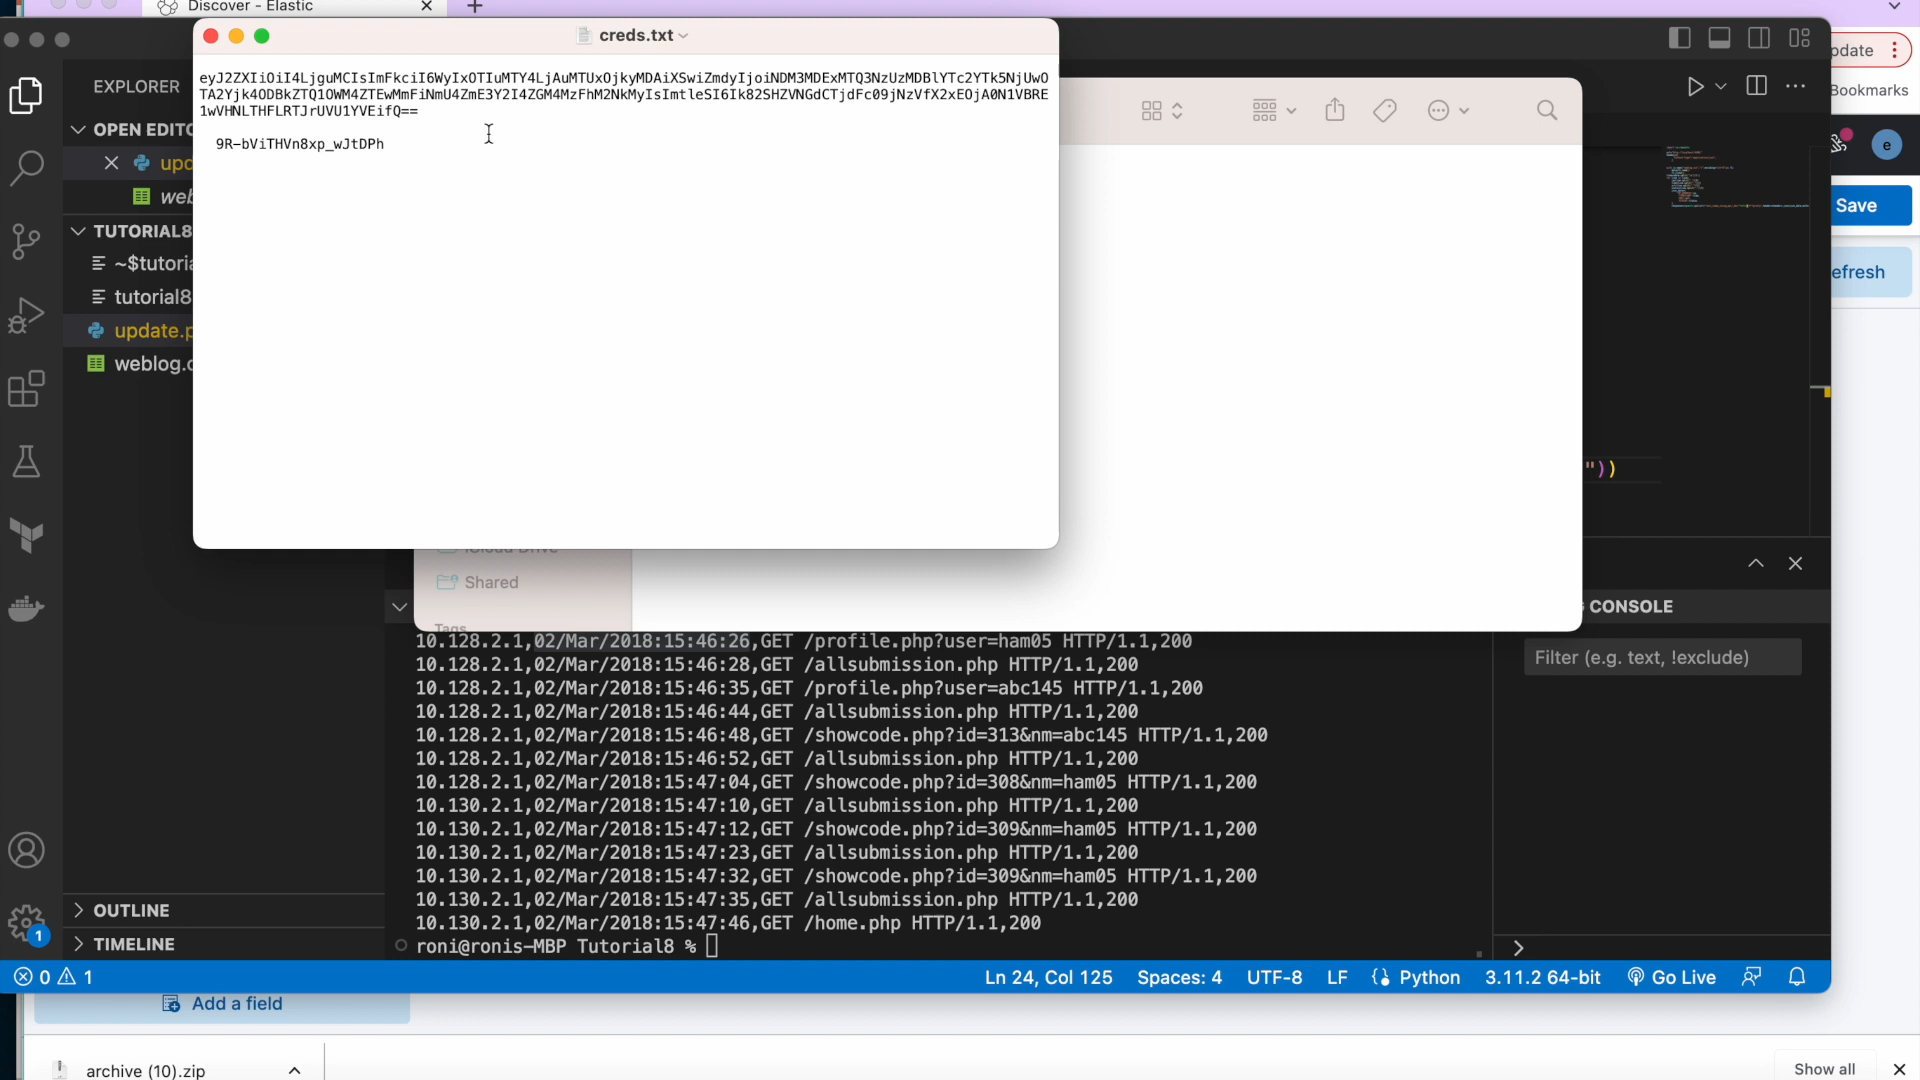 Discover - Elastic
creds.txt
eyJ2ZXIiOiI4LjguMCIsImFkciI6WyIxOTIuMTY4LjAuMTUxOjkyMDAiXSwiZmdyIjoiNDM3MDExMTQ3NzUzMDBlYTc2YTk5NjUwO
TA2Yjk4ODBkZTQ1OWM4ZTEwMmFiNmU4ZmE3Y2I4ZGM4MzFhM2NkMyIsImtleSI6Ik82SHZVNGdCTjdFc09jNzVfX2xEOjA0N1VBRE
1wVHNLTHFLRTJrUVU1YVEifQ==
9R-bViTHVn8xp_wJtDPh
EXPLORER
OPEN EDITO
upd
web
TUTORIAL8
~$tutoria
tutorial8
update.p
weblog.c
OUTLINE
TIMELINE
Shared
Tags
pdate
Bookmarks
e
Save
efresh
"))
CONSOLE
Filter (e.g. text, !exclude)
10.128.2.1,02/Mar/2018:15:46:26,GET /profile.php?user=ham05 HTTP/1.1,200
10.128.2.1,02/Mar/2018:15:46:28,GET /allsubmission.php HTTP/1.1,200
10.128.2.1,02/Mar/2018:15:46:35,GET /profile.php?user=abc145 HTTP/1.1,200
10.128.2.1,02/Mar/2018:15:46:44,GET /allsubmission.php HTTP/1.1,200
10.128.2.1,02/Mar/2018:15:46:48,GET /showcode.php?id=313&nm=abc145 HTTP/1.1,200
10.128.2.1,02/Mar/2018:15:46:52,GET /allsubmission.php HTTP/1.1,200
10.128.2.1,02/Mar/2018:15:47:04,GET /showcode.php?id=308&nm=ham05 HTTP/1.1,200
10.130.2.1,02/Mar/2018:15:47:10,GET /allsubmission.php HTTP/1.1,200
10.130.2.1,02/Mar/2018:15:47:12,GET /showcode.php?id=309&nm=ham05 HTTP/1.1,200
10.130.2.1,02/Mar/2018:15:47:23,GET /allsubmission.php HTTP/1.1,200
10.130.2.1,02/Mar/2018:15:47:32,GET /showcode.php?id=309&nm=ham05 HTTP/1.1,200
10.130.2.1,02/Mar/2018:15:47:35,GET /allsubmission.php HTTP/1.1,200
10.130.2.1,02/Mar/2018:15:47:46,GET /home.php HTTP/1.1,200
roni@ronis-MBP Tutorial8 %
1
0 1 Ln 24, Col 125 Spaces: 4 UTF-8 LF Python 3.11.2 64-bit Go Live
Add a field
archive (10).zip
Show all